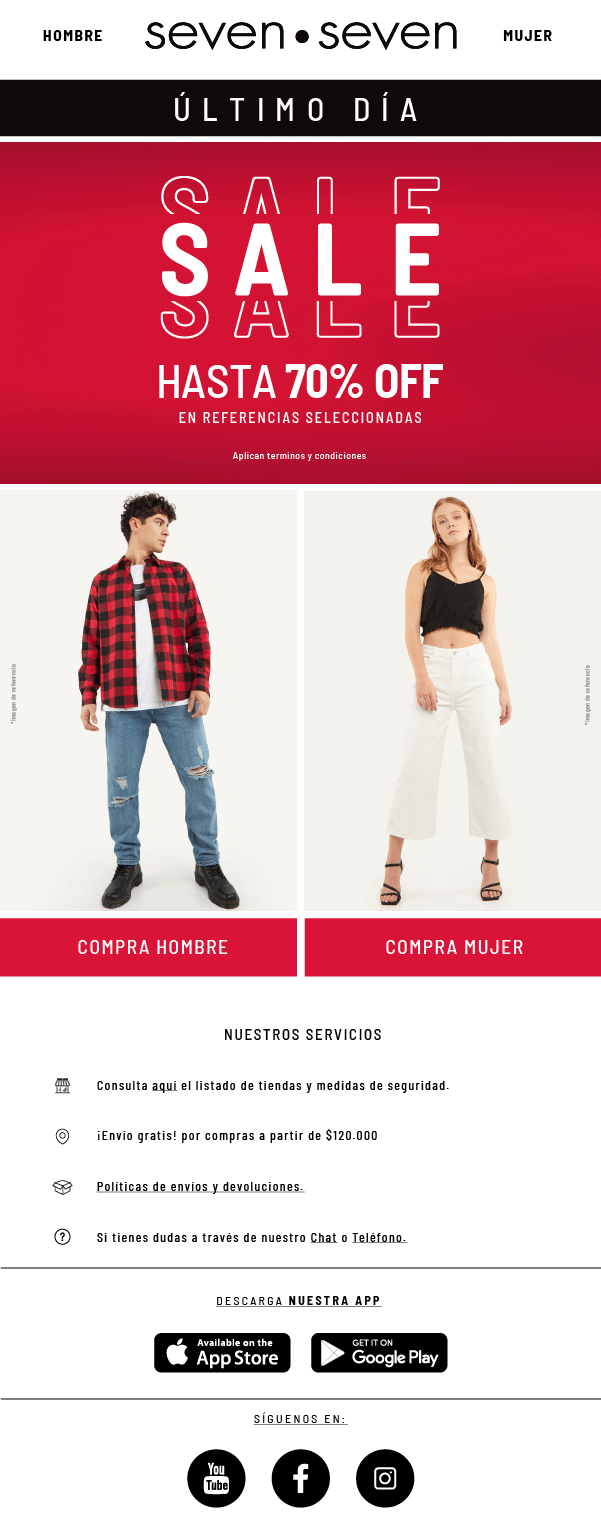 HOMBRE
seven•seven
MUJER
ÚLTIMO DÍA
SALE
SALE
SALE
HASTA 70% OFF
EN REFERENCIAS SELECCIONADAS
Aplican terminos y condiciones
*Imagen de referencia
*Imagen de referencia
COMPRA HOMBRE
COMPRA MUJER
NUESTROS SERVICIOS
Consulta aquí el listado de tiendas y medidas de seguridad.
¡Envío gratis! por compras a partir de $120.000
Políticas de envíos y devoluciones.
Si tienes dudas a través de nuestro Chat o Teléfono.
DESCARGA NUESTRA APP
Available on the
App Store
GET IT ON
Google Play
SÍGUENOS EN:
You
Tube